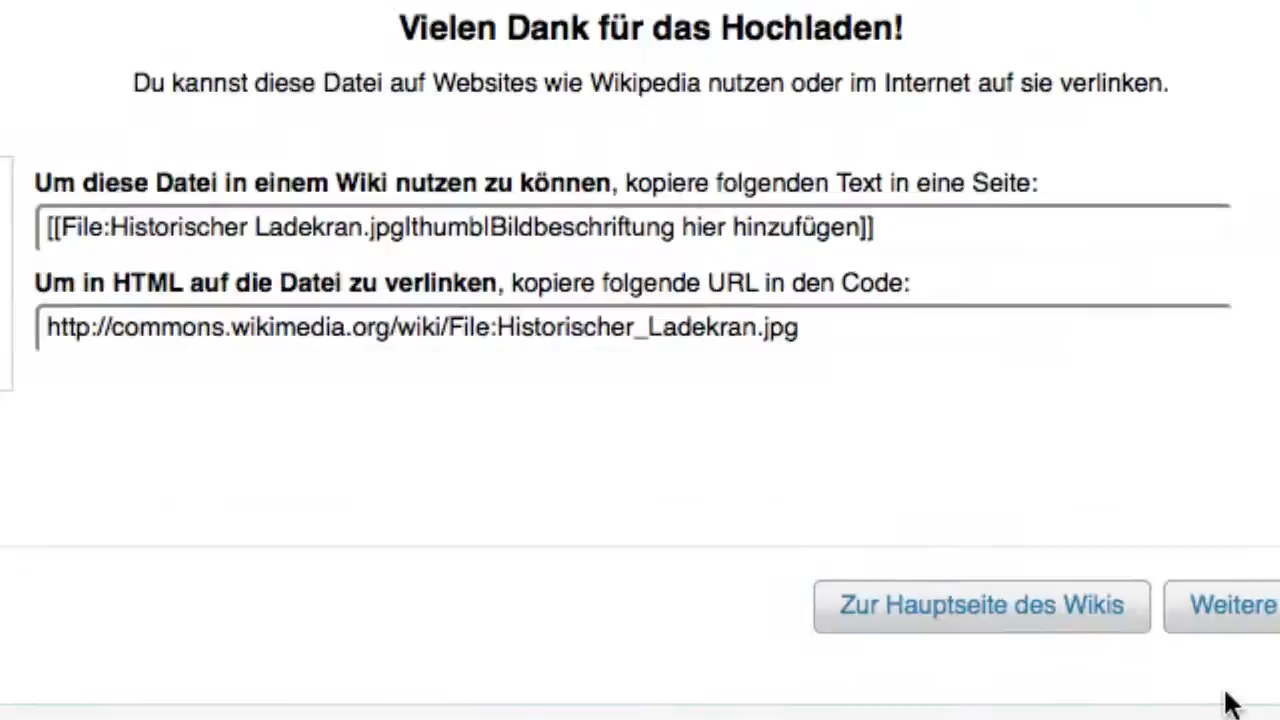 Vielen Dank für das Hochladen!
Du kannst diese Datei auf Websites wie Wikipedia nutzen oder im Internet auf sie verlinken.
Um diese Datei in einem Wiki nutzen zu können, kopiere folgenden Text in eine Seite:
[[File:Historischer Ladekran.jpg|thumb|Bildbeschriftung hier hinzufügen]]
Um in HTML auf die Datei zu verlinken, kopiere folgende URL in den Code:
http://commons.wikimedia.org/wiki/File:Historischer_Ladekran.jpg
Zur Hauptseite des Wikis
Weitere